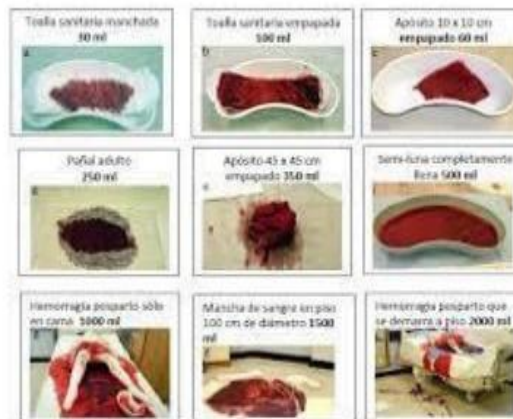 Toalla sanitaria manchada
30 ml
Toalla sanitaria empapada
100 ml
Apósito 10 x 10 cm
empapado 60 ml
a
b
c
Pañal adulto
250 ml
Apósito 45 x 45 cm
empapado 350 ml
Semi-luna completamente
llena 500 ml
e
Hemorragia posparto sólo
en cama 1000 ml
Mancha de sangre en piso
100 cm de diámetro 1500
ml
Hemorragia posparto que
se derrama a piso 2000 ml